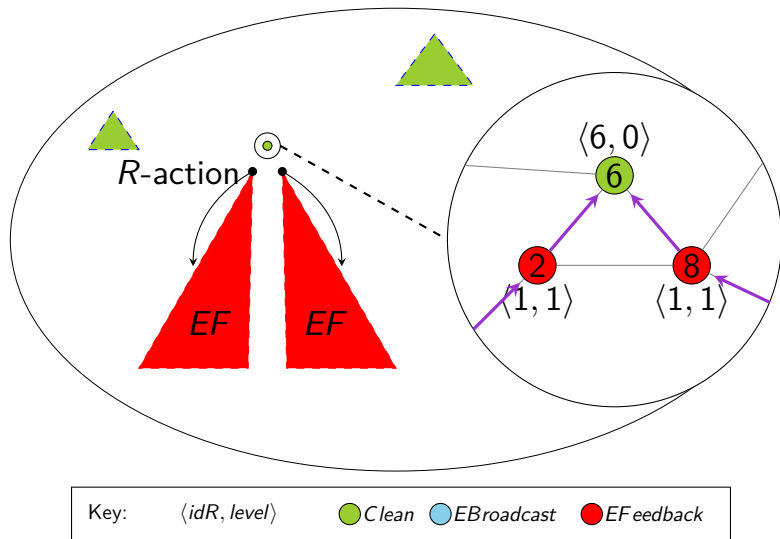 ⟨6, 0⟩
6
R-action
2
8
⟨1, 1⟩
⟨1, 1⟩
EF
EF
Key: ⟨idR, level⟩ Clean EBroadcast EFeedback